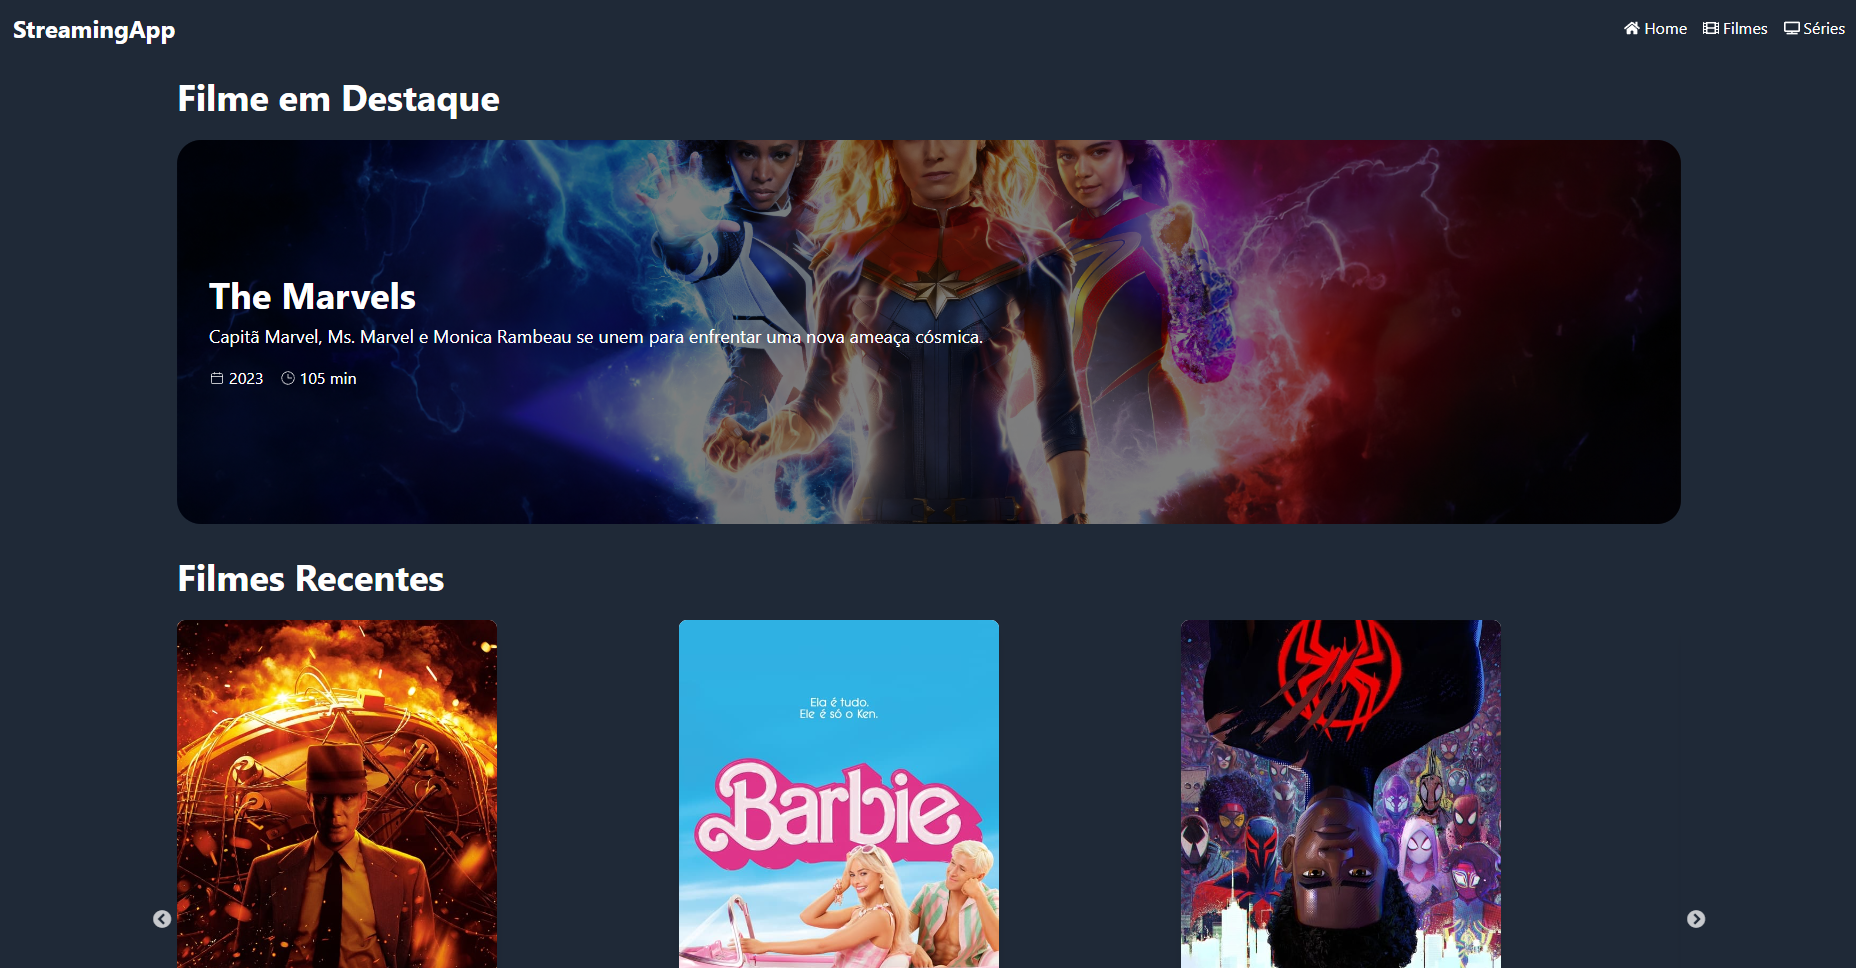 StreamingApp
Home Filmes Séries
Filme em Destaque
The Marvels
Capitã Marvel, Ms. Marvel e Monica Rambeau se unem para enfrentar uma nova ameaça cósmica.
2023 105 min
Filmes Recentes
Ela é tudo.
Ele é só o Ken.
Barbie